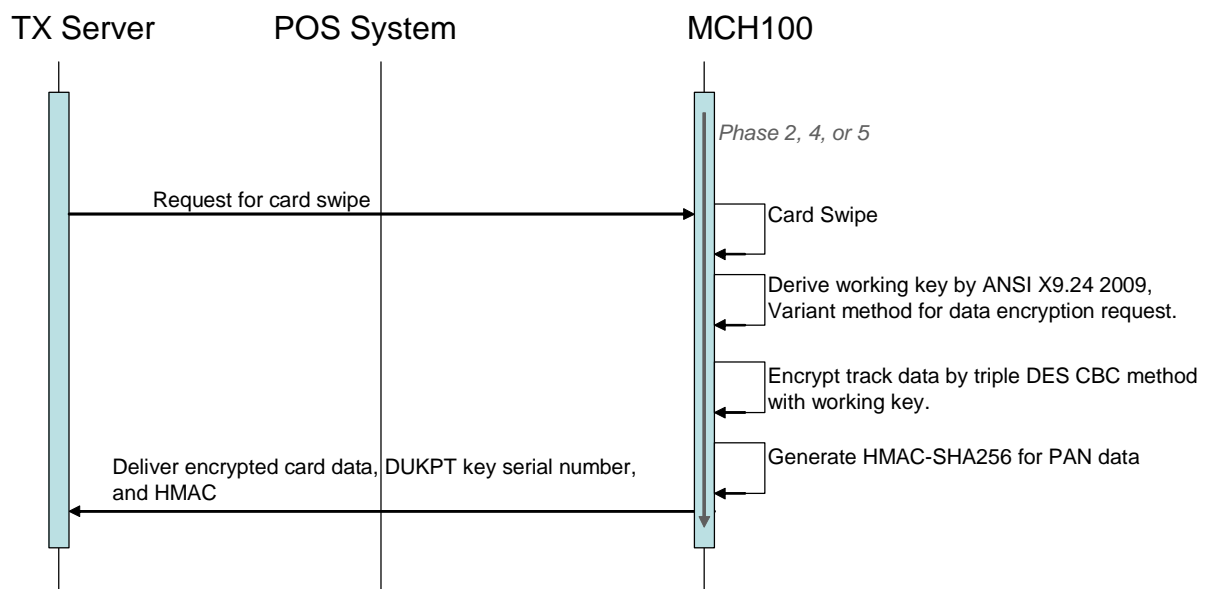 TX Server
POS System
MCH100
Phase 2, 4, or 5
Request for card swipe
Card Swipe
Derive working key by ANSI X9.24 2009,
Variant method for data encryption request.
Encrypt track data by triple DES CBC method
with working key.
Generate HMAC-SHA256 for PAN data
Deliver encrypted card data, DUKPT key serial number,
and HMAC